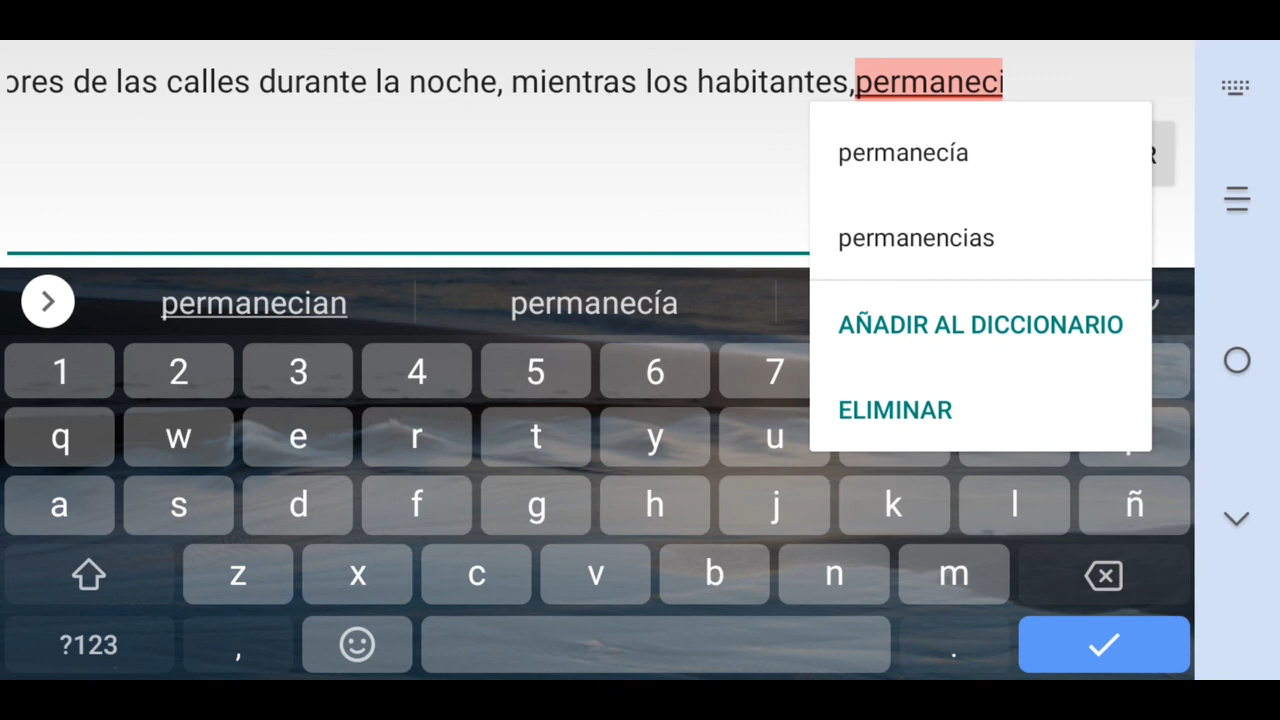 ores de las calles durante la noche, mientras los habitantes,permaneci
permanecía
permanencias
AÑADIR AL DICCIONARIO
ELIMINAR
permanecian permanecía
1 2 3 4 5 6 7
q w e r t y u
a s d f g h j k l ñ
z x c v b n m
?123 , .